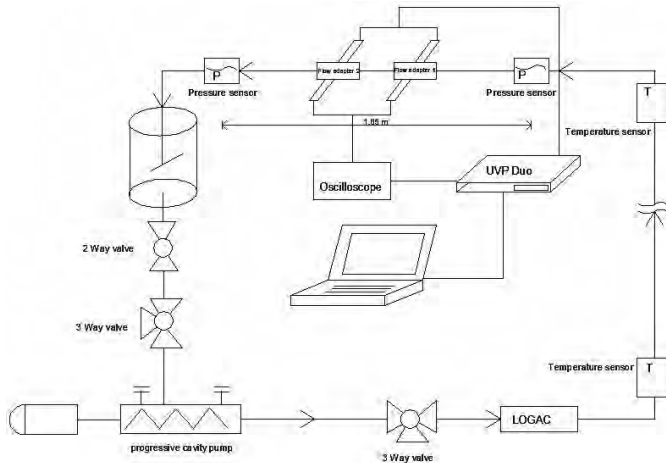 P
Flow adapter 2
Flow adapter 1
P
T
Pressure sensor
Pressure sensor
1.85 m
Temperature sensor
Oscilloscope
UVP Duo
2 Way valve
3 Way valve
Temperature sensor
T
LOGAC
progressive cavity pump
3 Way valve